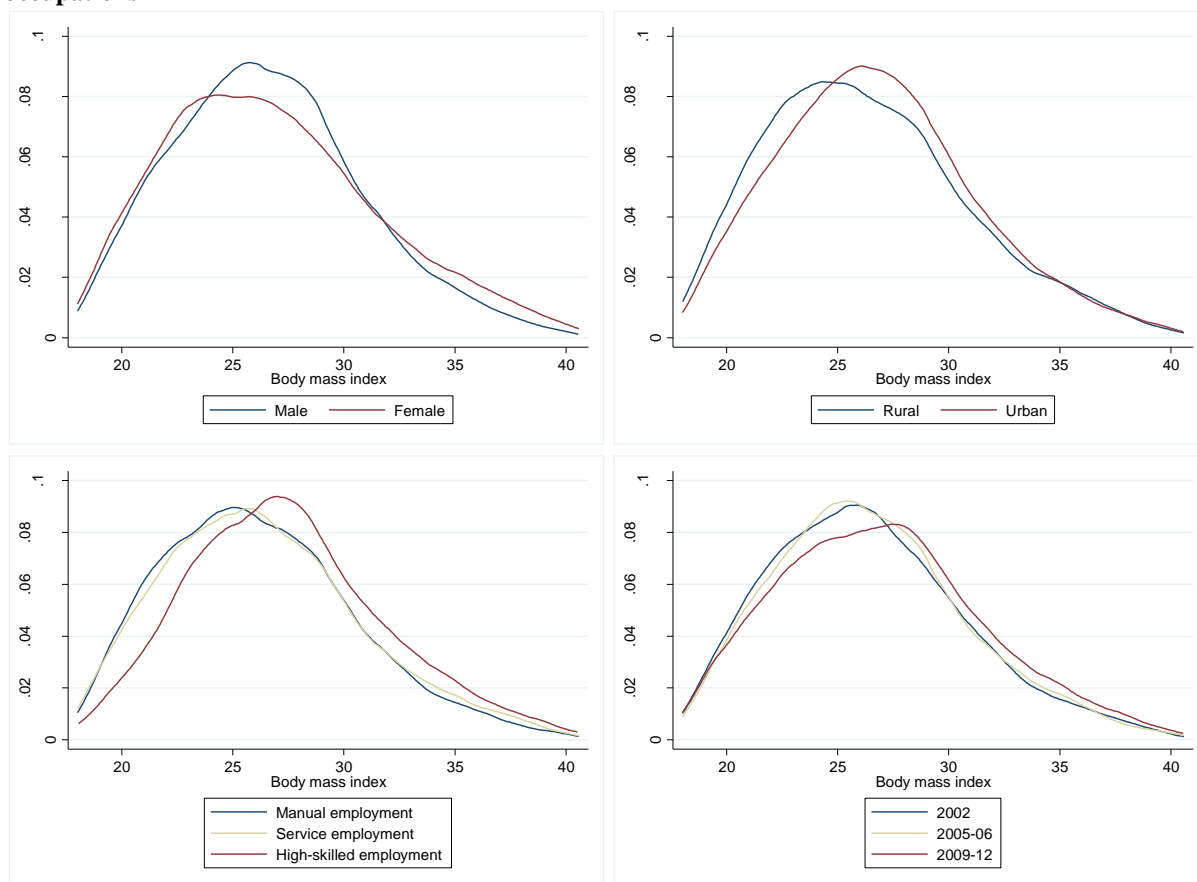 .1
.08
.06
.04
.02
0
20 25 30 35 40
Body mass index
Male Female
.1
.08
.06
.04
.02
0
20 25 30 35 40
Body mass index
Rural Urban
.1
.08
.06
.04
.02
0
20 25 30 35 40
Body mass index
Manual employment
Service employment
High-skilled employment
.1
.08
.06
.04
.02
0
20 25 30 35 40
Body mass index
2002
2005-06
2009-12